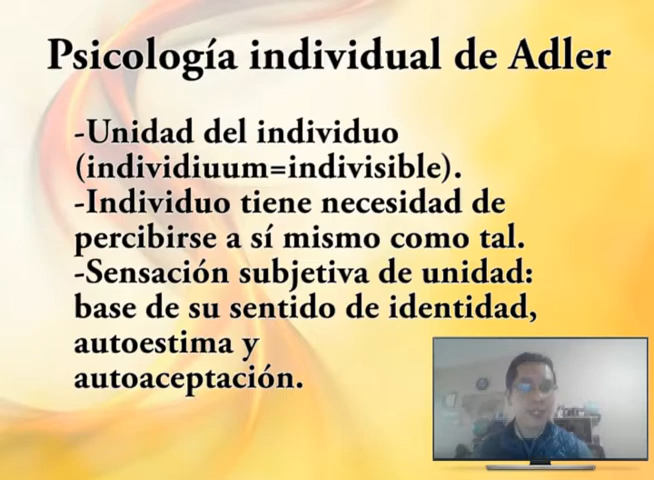 Psicología individual de Adler
-Unidad del individuo
(individiuum=indivisible).
-Individuo tiene necesidad de
percibirse a sí mismo como tal.
-Sensación subjetiva de unidad:
base de su sentido de identidad,
autoestima y
autoaceptación.